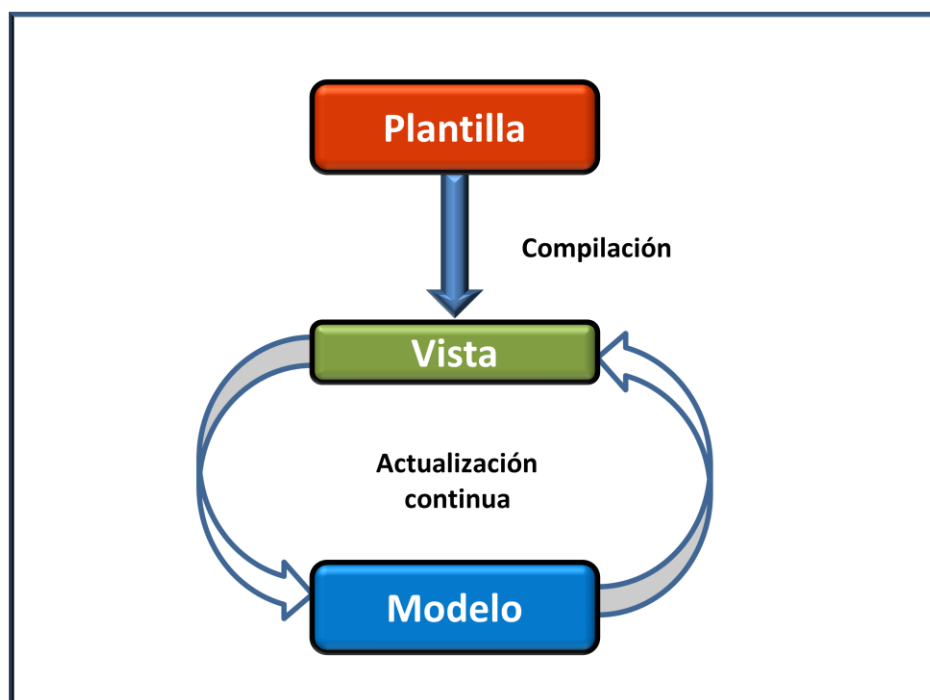 Plantilla
Compilación
Vista
Actualización
continua
Modelo